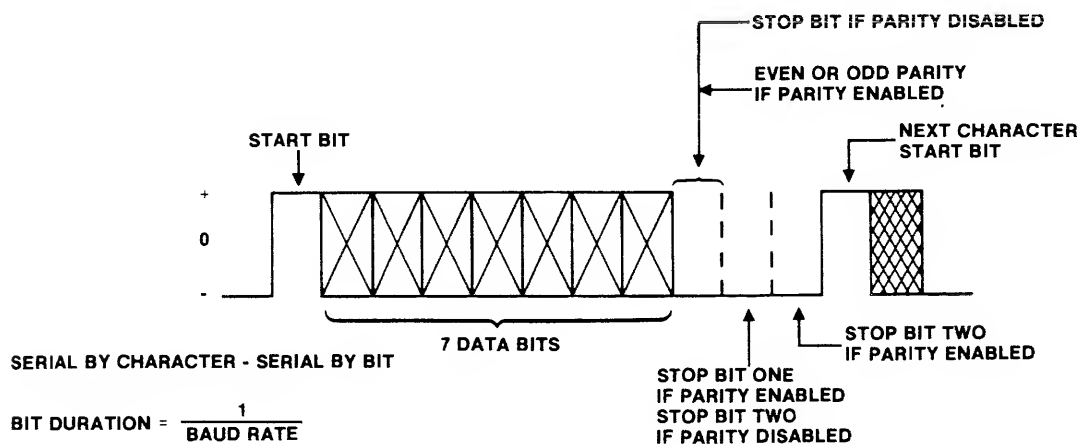 STOP BIT IF PARITY DISABLED
EVEN OR ODD PARITY
IF PARITY ENABLED
START BIT
NEXT CHARACTER
START BIT
+
0
-
7 DATA BITS
STOP BIT TWO
IF PARITY ENABLED
SERIAL BY CHARACTER - SERIAL BY BIT
STOP BIT ONE
IF PARITY ENABLED
STOP BIT TWO
IF PARITY DISABLED
BIT DURATION = 1
BAUD RATE